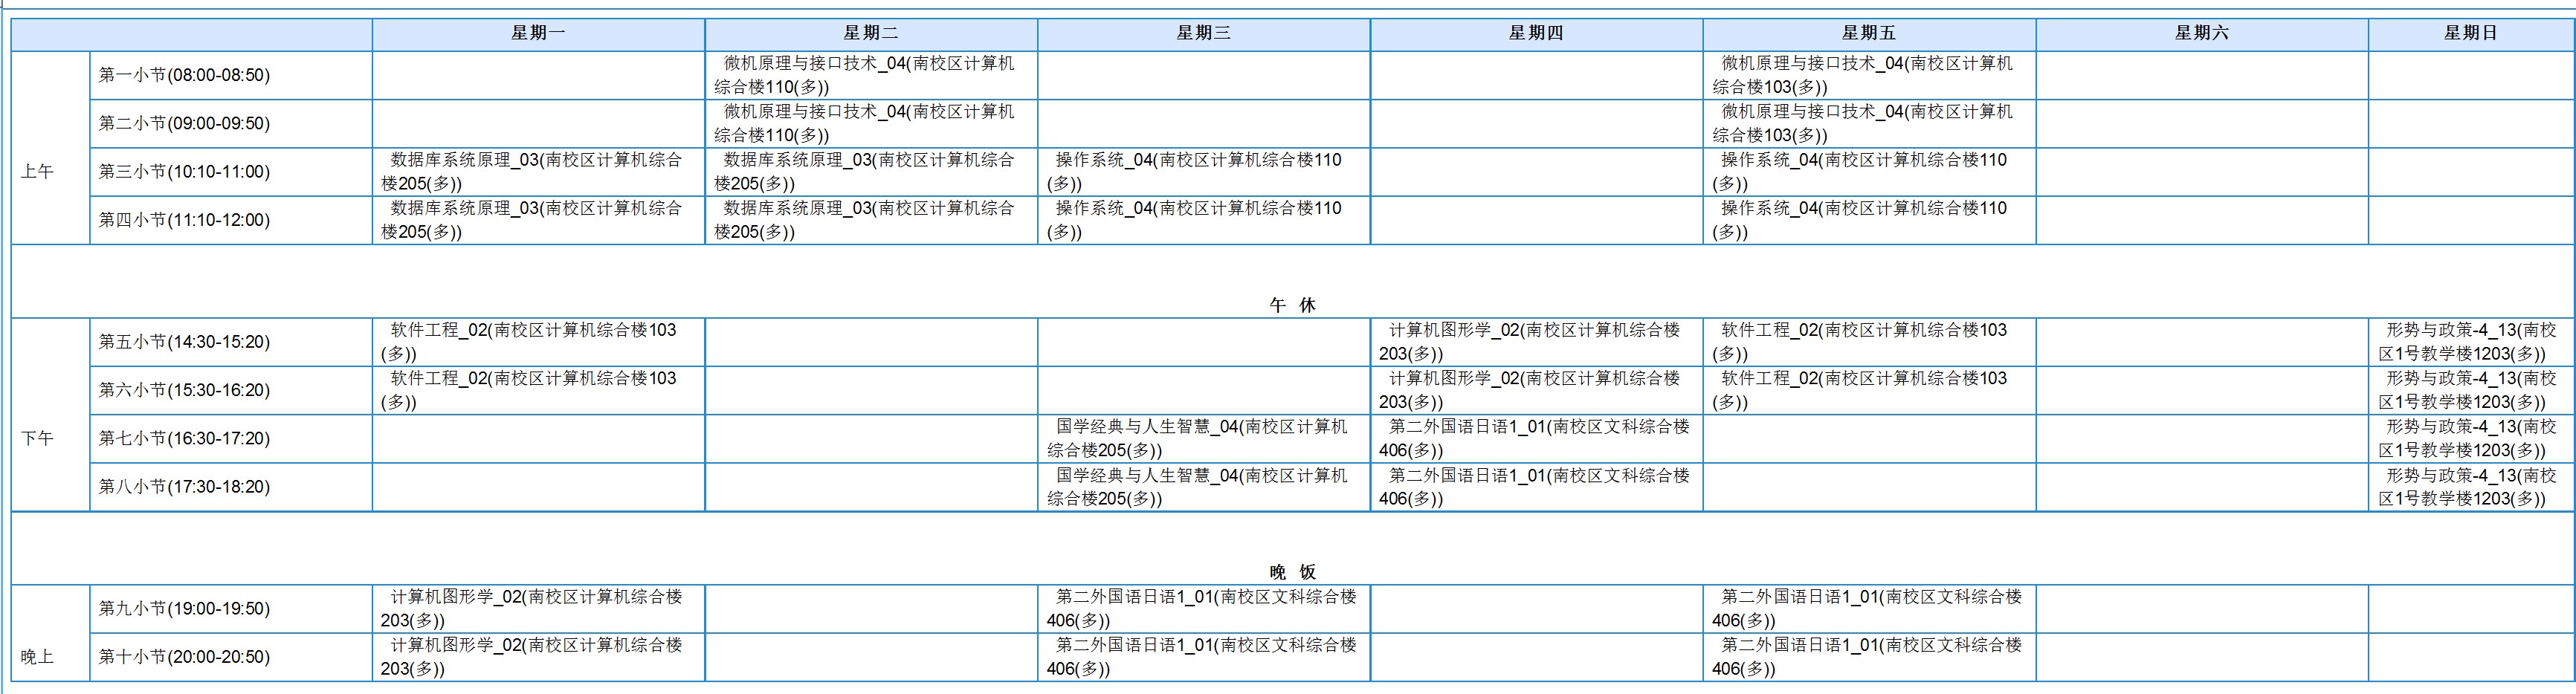 星期一 星期二 星期三 星期四 星期五 星期六 星期日
上午
第一小节(08:00-08:50)
微机原理与接口技术_04(南校区计算机
综合楼110(多))
微机原理与接口技术_04(南校区计算机
综合楼103(多))
第二小节(09:00-09:50)
微机原理与接口技术_04(南校区计算机
综合楼110(多))
微机原理与接口技术_04(南校区计算机
综合楼103(多))
第三小节(10:10-11:00)
数据库系统原理_03(南校区计算机综合
楼205(多))
数据库系统原理_03(南校区计算机综合
楼205(多))
操作系统_04(南校区计算机综合楼110
(多))
操作系统_04(南校区计算机综合楼110
(多))
第四小节(11:10-12:00)
数据库系统原理_03(南校区计算机综合
楼205(多))
数据库系统原理_03(南校区计算机综合
楼205(多))
操作系统_04(南校区计算机综合楼110
(多))
操作系统_04(南校区计算机综合楼110
(多))
午 休
下午
第五小节(14:30-15:20)
软件工程_02(南校区计算机综合楼103
(多))
计算机图形学_02(南校区计算机综合楼
203(多))
软件工程_02(南校区计算机综合楼103
(多))
形势与政策-4_13(南校
区1号教学楼1203(多))
第六小节(15:30-16:20)
软件工程_02(南校区计算机综合楼103
(多))
计算机图形学_02(南校区计算机综合楼
203(多))
软件工程_02(南校区计算机综合楼103
(多))
形势与政策-4_13(南校
区1号教学楼1203(多))
第七小节(16:30-17:20)
国学经典与人生智慧_04(南校区计算机
综合楼205(多))
第二外国语日语1_01(南校区文科综合楼
406(多))
形势与政策-4_13(南校
区1号教学楼1203(多))
第八小节(17:30-18:20)
国学经典与人生智慧_04(南校区计算机
综合楼205(多))
第二外国语日语1_01(南校区文科综合楼
406(多))
形势与政策-4_13(南校
区1号教学楼1203(多))
晚 饭
晚上
第九小节(19:00-19:50)
计算机图形学_02(南校区计算机综合楼
203(多))
第二外国语日语1_01(南校区文科综合楼
406(多))
第二外国语日语1_01(南校区文科综合楼
406(多))
第十小节(20:00-20:50)
计算机图形学_02(南校区计算机综合楼
203(多))
第二外国语日语1_01(南校区文科综合楼
406(多))
第二外国语日语1_01(南校区文科综合楼
406(多))